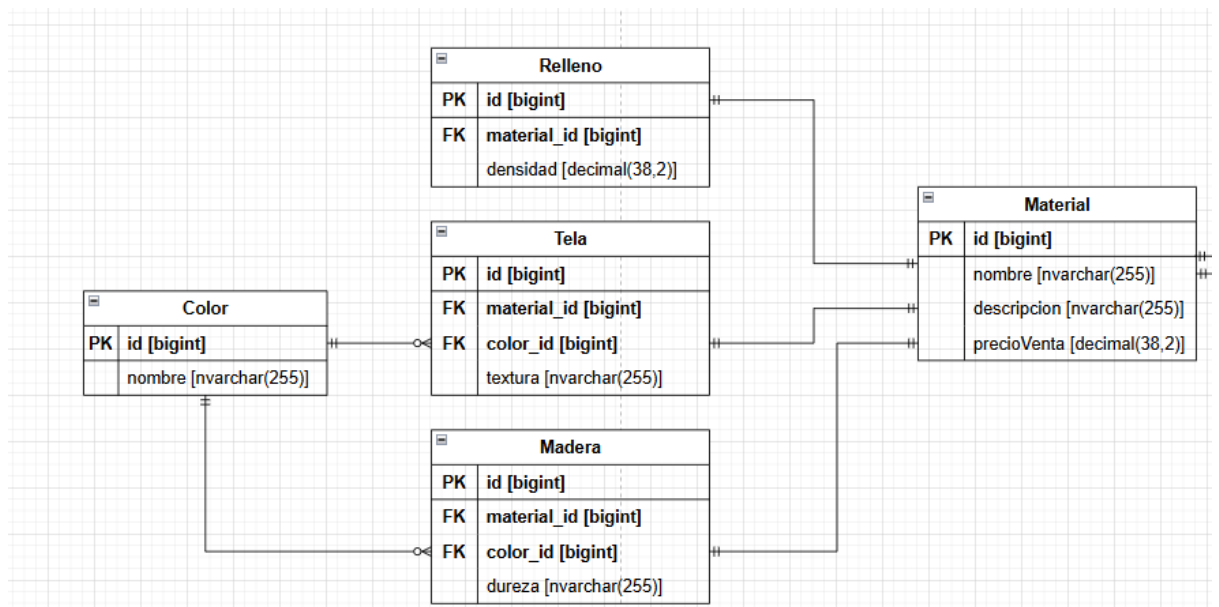 Relleno
PK id [bigint]
FK material_id [bigint]
densidad [decimal(38,2)]
Tela
PK id [bigint]
FK material_id [bigint]
FK color_id [bigint]
textura [nvarchar(255)]
Color
PK id [bigint]
nombre [nvarchar(255)]
Madera
PK id [bigint]
FK material_id [bigint]
FK color_id [bigint]
dureza [nvarchar(255)]
Material
PK id [bigint]
nombre [nvarchar(255)]
descripcion [nvarchar(255)]
precioVenta [decimal(38,2)]